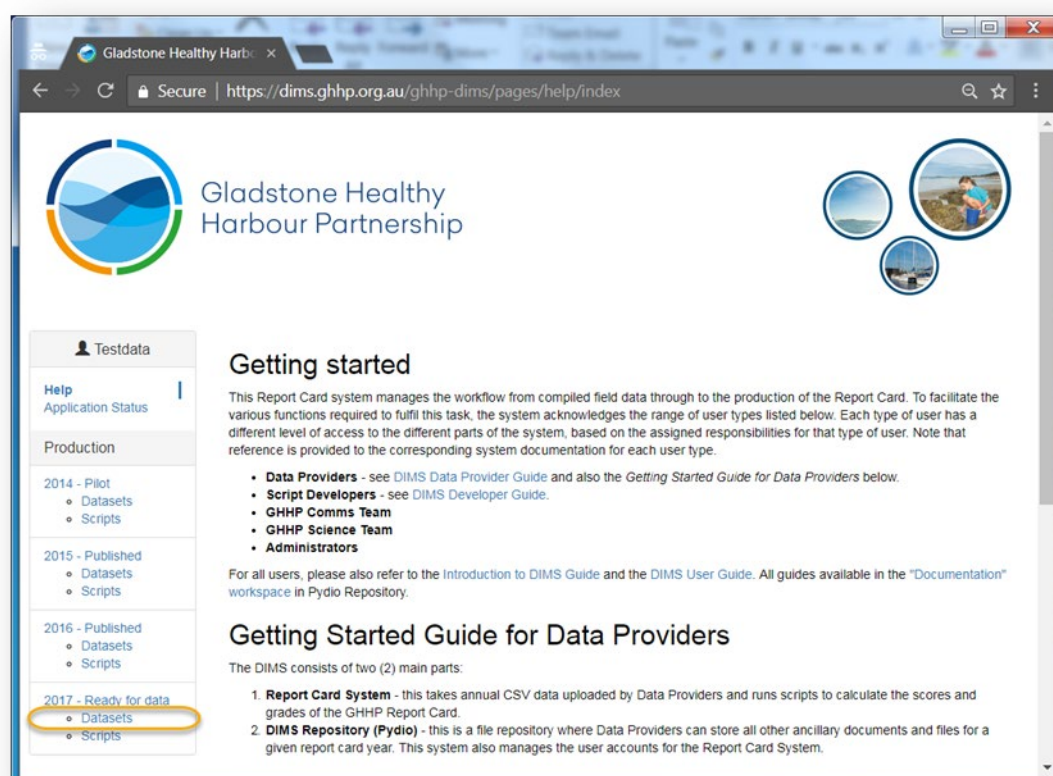 Gladstone Healthy Harbo
Secure | https://dims.ghhp.org.au/ghhp-dims/pages/help/index
Gladstone Healthy
Harbour Partnership
Testdata
Help
Application Status
Production
2014 - Pilot
Datasets
Scripts
2015 - Published
Datasets
Scripts
2016 - Published
Datasets
Scripts
2017 - Ready for data
Datasets
Scripts
Getting started
This Report Card system manages the workflow from compiled field data through to the production of the Report Card. To facilitate the
various functions required to fulfil this task, the system acknowledges the range of user types listed below. Each type of user has a
different level of access to the different parts of the system, based on the assigned responsibilities for that type of user. Note that
reference is provided to the corresponding system documentation for each user type.
Data Providers - see DIMS Data Provider Guide and also the Getting Started Guide for Data Providers below.
Script Developers - see DIMS Developer Guide.
GHHP Comms Team
GHHP Science Team
Administrators
For all users, please also refer to the Introduction to DIMS Guide and the DIMS User Guide. All guides available in the "Documentation"
workspace in Pydio Repository.
Getting Started Guide for Data Providers
The DIMS consists of two (2) main parts:
1. Report Card System - this takes annual CSV data uploaded by Data Providers and runs scripts to calculate the scores and
grades of the GHHP Report Card.
2. DIMS Repository (Pydio) - this is a file repository where Data Providers can store all other ancillary documents and files for a
given report card year. This system also manages the user accounts for the Report Card System.